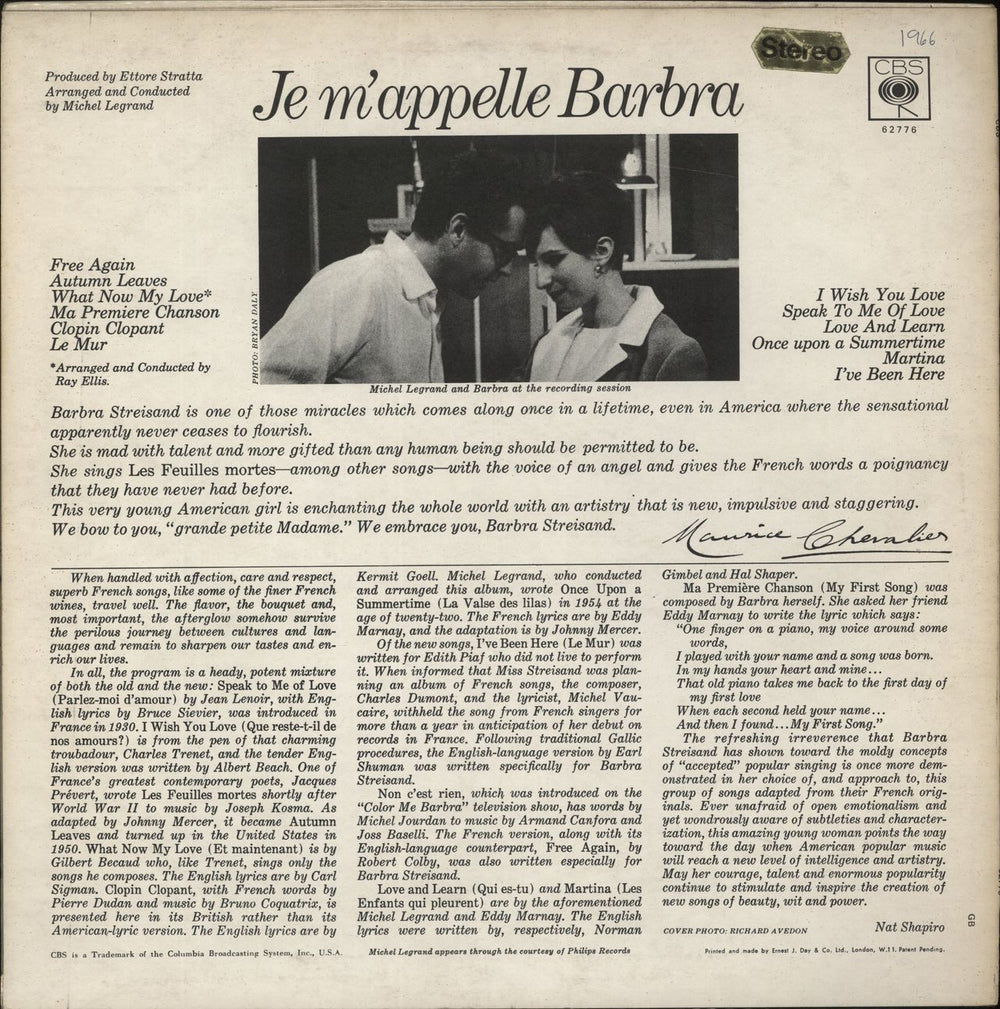 Stereo
1966
CBS
62776
Produced by Ettore Stratta
Arranged and Conducted
by Michel Legrand
Je m'appelle Barbra
Free Again
Autumn Leaves
What Now My Love*
Ma Premiere Chanson
Clopin Clopant
Le Mur
*Arranged and Conducted by
Ray Ellis.
PHOTO: BRYAN DALY
I Wish You Love
Speak To Me Of Love
Love And Learn
Once upon a Summertime
Martina
I've Been Here
Michel Legrand and Barbra at the recording session
Barbra Streisand is one of those miracles which comes along once in a lifetime, even in America where the sensational
apparently never ceases to flourish.
She is mad with talent and more gifted than any human being should be permitted to be.
She sings Les Feuilles mortes—among other songs—with the voice of an angel and gives the French words a poignancy
that they have never had before.
This very young American girl is enchanting the whole world with an artistry that is new, impulsive and staggering.
We bow to you, "grande petite Madame." We embrace you, Barbra Streisand.
Maurice Chevalier
When handled with affection, care and respect,
superb French songs, like some of the finer French
wines, travel well. The flavor, the bouquet and,
most important, the afterglow somehow survive
the perilous journey between cultures and lan-
guages and remain to sharpen our tastes and en-
rich our lives.
In all, the program is a heady, potent mixture
of both the old and the new: Speak to Me of Love
(Parlez-moi d'amour) by Jean Lenoir, with Eng-
lish lyrics by Bruce Sievier, was introduced in
France in 1930. I Wish You Love (Que reste-t-il de
nos amours?) is from the pen of that charming
troubadour, Charles Trenet, and the tender Eng-
lish version was written by Albert Beach. One of
France's greatest contemporary poets, Jacques
Prévert, wrote Les Feuilles mortes shortly after
World War II to music by Joseph Kosma. As
adapted by Johnny Mercer, it became Autumn
Leaves and turned up in the United States in
1950. What Now My Love (Et maintenant) is by
Gilbert Becaud who, like Trenet, sings only the
songs he composes. The English lyrics are by Carl
Sigman. Clopin Clopant, with French words by
Pierre Dudan and music by Bruno Coquatrix, is
presented here in its British rather than its
American-lyric version. The English lyrics are by
Kermit Goell. Michel Legrand, who conducted
and arranged this album, wrote Once Upon a
Summertime (La Valse des lilas) in 1954 at the
age of twenty-two. The French lyrics are by Eddy
Marnay, and the adaptation is by Johnny Mercer.
Of the new songs, I've Been Here (Le Mur) was
written for Edith Piaf who did not live to perform
it. When informed that Miss Streisand was plan-
ning an album of French songs, the composer,
Charles Dumont, and the lyricist, Michel Vau-
caire, withheld the song from French singers for
more than a year in anticipation of her debut on
records in France. Following traditional Gallic
procedures, the English-language version by Earl
Shuman was written specifically for Barbra
Streisand.
Non c'est rien, which was introduced on the
"Color Me Barbra" television show, has words by
Michel Jourdan to music by Armand Canfora and
Joss Baselli. The French version, along with its
English-language counterpart, Free Again, by
Robert Colby, was also written especially for
Barbra Streisand.
Love and Learn (Qui es-tu) and Martina (Les
Enfants qui pleurent) are by the aforementioned
Michel Legrand and Eddy Marnay. The English
lyrics were written by, respectively, Norman
Gimbel and Hal Shaper.
Ma Première Chanson (My First Song) was
composed by Barbra herself. She asked her friend
Eddy Marnay to write the lyric which says:
"One finger on a piano, my voice around some
words,
I played with your name and a song was born.
In my hands your heart and mine...
That old piano takes me back to the first day of
my first love
When each second held your name...
And then I found...My First Song."
The refreshing irreverence that Barbra
Streisand has shown toward the moldy concepts
of "accepted" popular singing is once more dem-
onstrated in her choice of, and approach to, this
group of songs adapted from their French orig-
inals. Ever unafraid of open emotionalism and
yet wondrously aware of subtleties and character-
ization, this amazing young woman points the way
toward the day when American popular music
will reach a new level of intelligence and artistry.
May her courage, talent and enormous popularity
continue to stimulate and inspire the creation of
new songs of beauty, wit and power.
Nat Shapiro
COVER PHOTO: RICHARD AVEDON
GB
CBS is a Trademark of the Columbia Broadcasting System, Inc., U.S.A.
Michel Legrand appears through the courtesy of Philips Records
Printed and made by Ernest J. Day & Co. Ltd., London, W.11. Patent Pending.